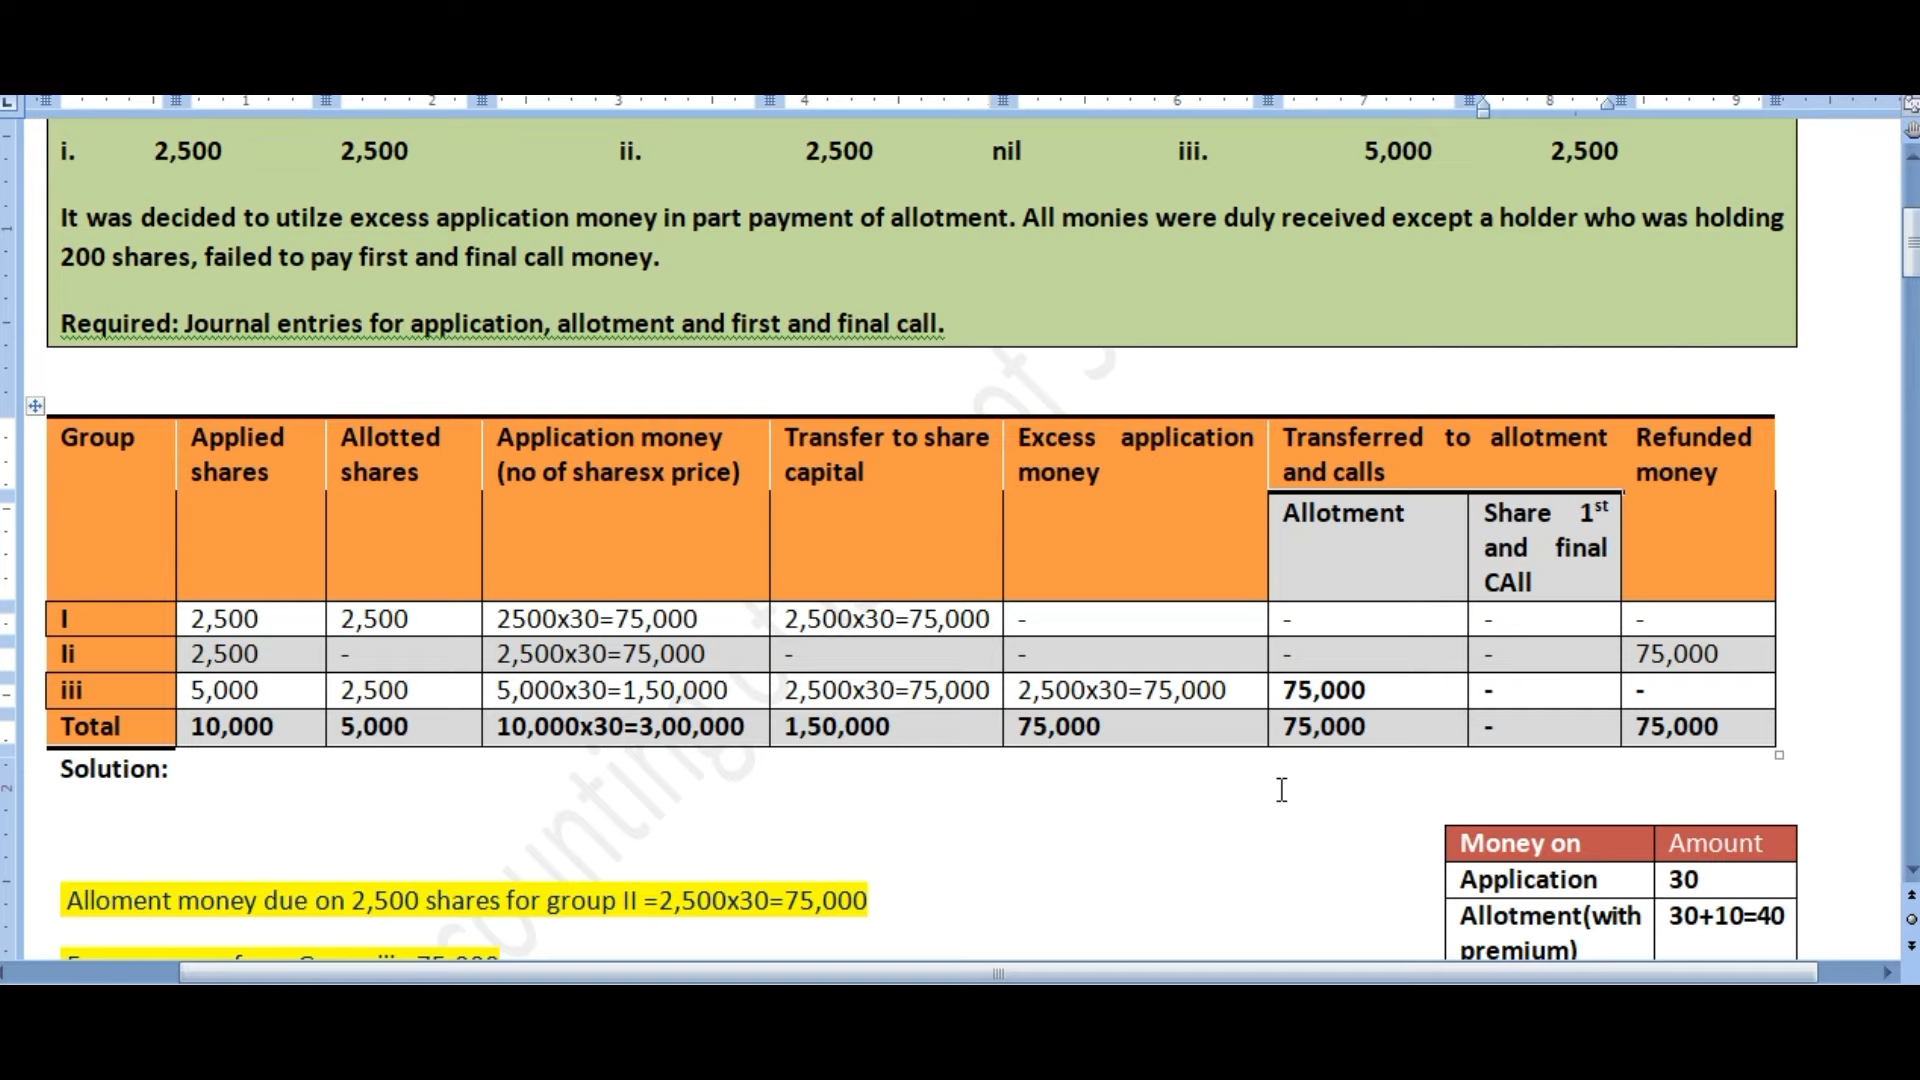 i. 2,500 2,500 ii. 2,500 nil iii. 5,000 2,500
It was decided to utilze excess application money in part payment of allotment. All monies were duly received except a holder who was holding
200 shares, failed to pay first and final call money.
Required: Journal entries for application, allotment and first and final call.
Group Applied shares Allotted shares Application money (no of sharesx price) Transfer to share capital Excess application money Transferred to allotment and calls Refunded money
Allotment Share 1st and final CAll
I 2,500 2,500 2500x30=75,000 2,500x30=75,000 - - - -
Ii 2,500 - 2,500x30=75,000 - - - - 75,000
iii 5,000 2,500 5,000x30=1,50,000 2,500x30=75,000 2,500x30=75,000 75,000 - -
Total 10,000 5,000 10,000x30=3,00,000 1,50,000 75,000 75,000 - 75,000
Solution:
Money on Amount
Application 30
Alloment money due on 2,500 shares for group II =2,500x30=75,000
Allotment(with premium) 30+10=40